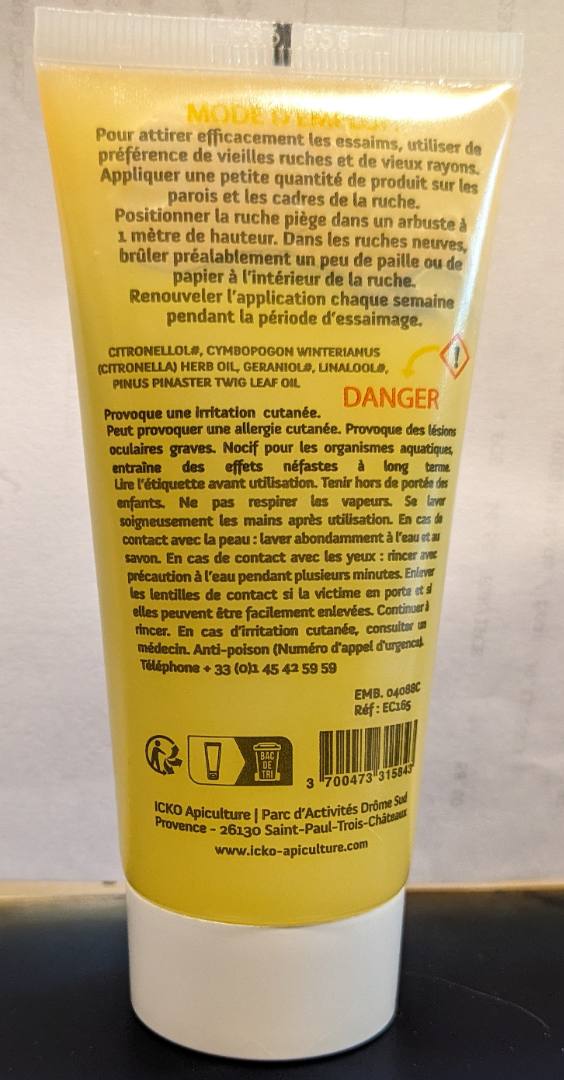 MODE D'EMPLOI
Pour attirer efficacement les essaims, utiliser de
préférence de vieilles ruches et de vieux rayons.
Appliquer une petite quantité de produit sur les
parois et les cadres de la ruche.
Positionner la ruche piège dans un arbuste à
1 mètre de hauteur. Dans les ruches neuves,
brûler préalablement un peu de paille ou de
papier à l'intérieur de la ruche.
Renouveler l'application chaque semaine
pendant la période d'essaimage.
CITRONELLOL#, CYMBOPOGON WINTERIANUS
(CITRONELLA) HERB OIL, GERANIOL#, LINALOOL#,
PINUS PINASTER TWIG LEAF OIL
DANGER
Provoque une irritation cutanée.
Peut provoquer une allergie cutanée. Provoque des lésions
oculaires graves. Nocif pour les organismes aquatiques,
entraîne des effets néfastes à long terme.
Lire l'étiquette avant utilisation. Tenir hors de portée des
enfants. Ne pas respirer les vapeurs. Se laver
soigneusement les mains après utilisation. En cas de
contact avec la peau : laver abondamment à l'eau et au
savon. En cas de contact avec les yeux : rincer avec
précaution à l'eau pendant plusieurs minutes. Enlever
les lentilles de contact si la victime en porte et si
elles peuvent être facilement enlevées. Continuer à
rincer. En cas d'irritation cutanée, consulter un
médecin. Anti-poison (Numéro d'appel d'urgence).
Téléphone + 33 (0)1 45 42 59 59
EMB. 04088C
Réf : EC165
BAC
DE
TRI
3 700473 315843
ICKO Apiculture | Parc d'Activités Drôme Sud
Provence - 26130 Saint-Paul-Trois-Châteaux
www.icko-apiculture.com